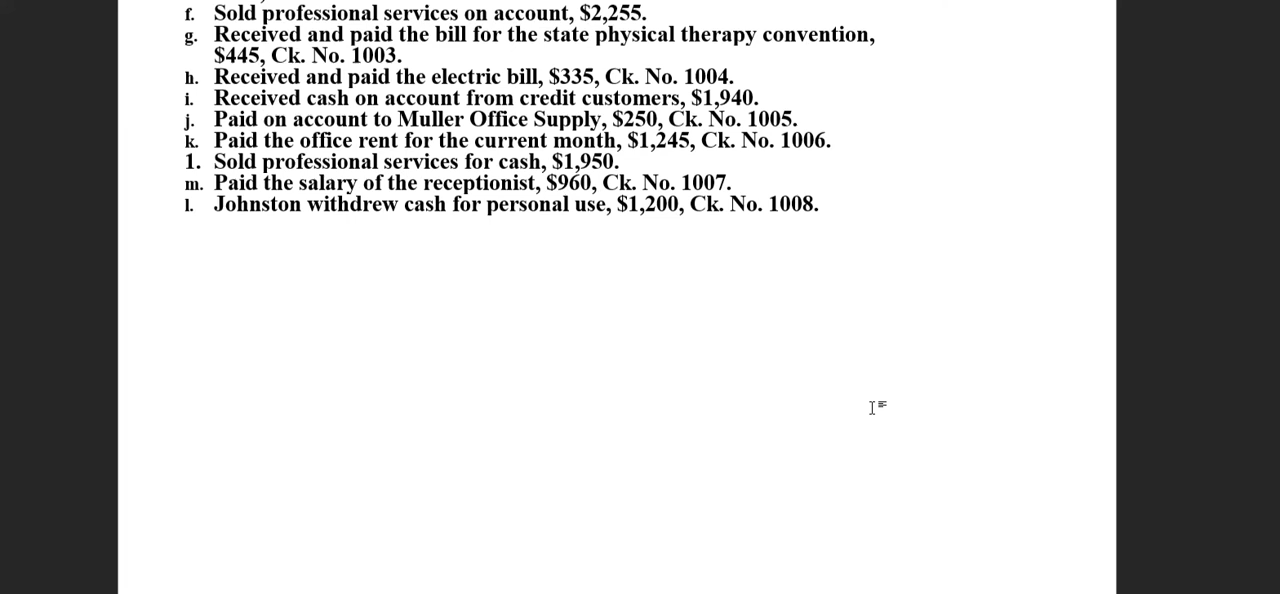 f. Sold professional services on account, $2,255.
g. Received and paid the bill for the state physical therapy convention,
$445, Ck. No. 1003.
h. Received and paid the electric bill, $335, Ck. No. 1004.
i. Received cash on account from credit customers, $1,940.
j. Paid on account to Muller Office Supply, $250, Ck. No. 1005.
k. Paid the office rent for the current month, $1,245, Ck. No. 1006.
1. Sold professional services for cash, $1,950.
m. Paid the salary of the receptionist, $960, Ck. No. 1007.
l. Johnston withdrew cash for personal use, $1,200, Ck. No. 1008.